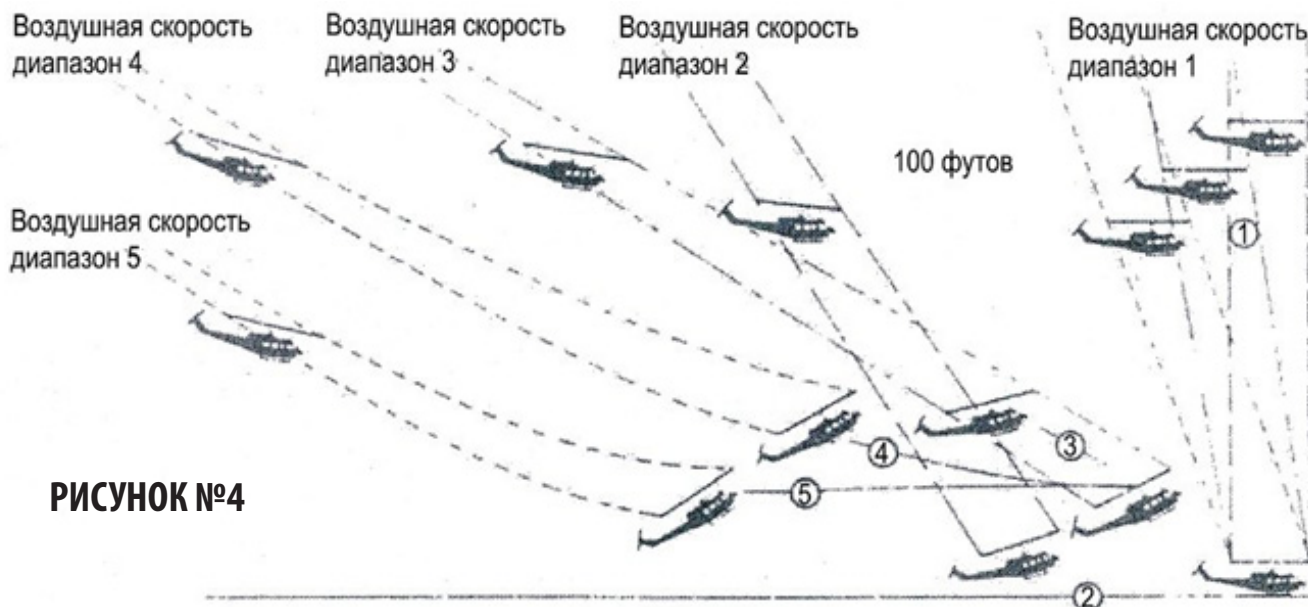 Воздушная скорость
диапазон 4
Воздушная скорость
диапазон 3
Воздушная скорость
диапазон 2
Воздушная скорость
диапазон 1
100 футов
Воздушная скорость
диапазон 5
1
4
3
5
РИСУНОК №4
2